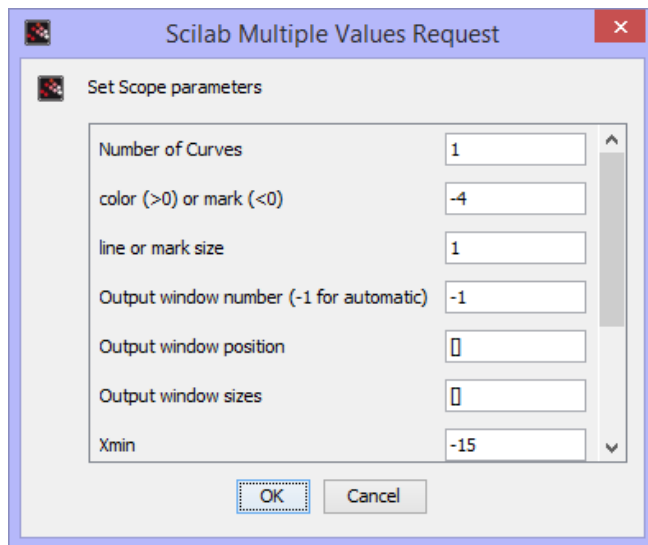 Scilab Multiple Values Request
Set Scope parameters
Number of Curves 1
color (>0) or mark (<0) -4
line or mark size 1
Output window number (-1 for automatic) -1
Output window position []
Output window sizes []
Xmin -15
OK Cancel